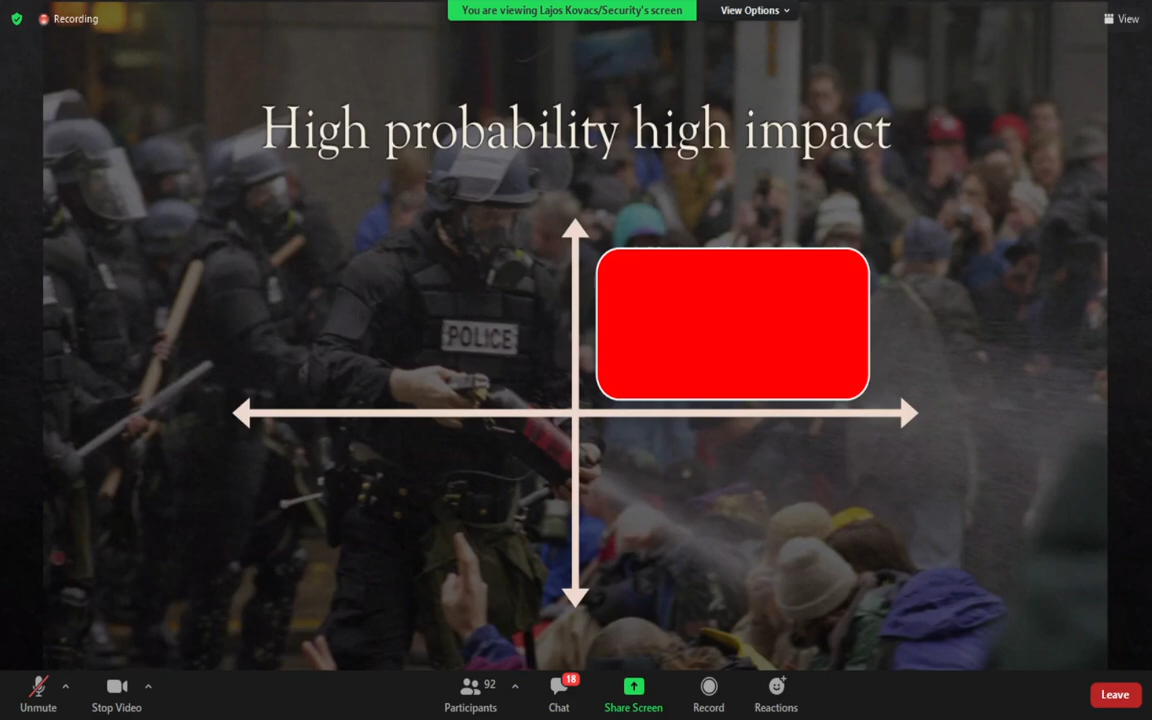 You are viewing Lajos Kovacs/Security's screen
View Options
Recording
View
High probability high impact
POLICE
Unmute
Stop Video
92
Participants
18
Chat
Share Screen
Record
Reactions
Leave